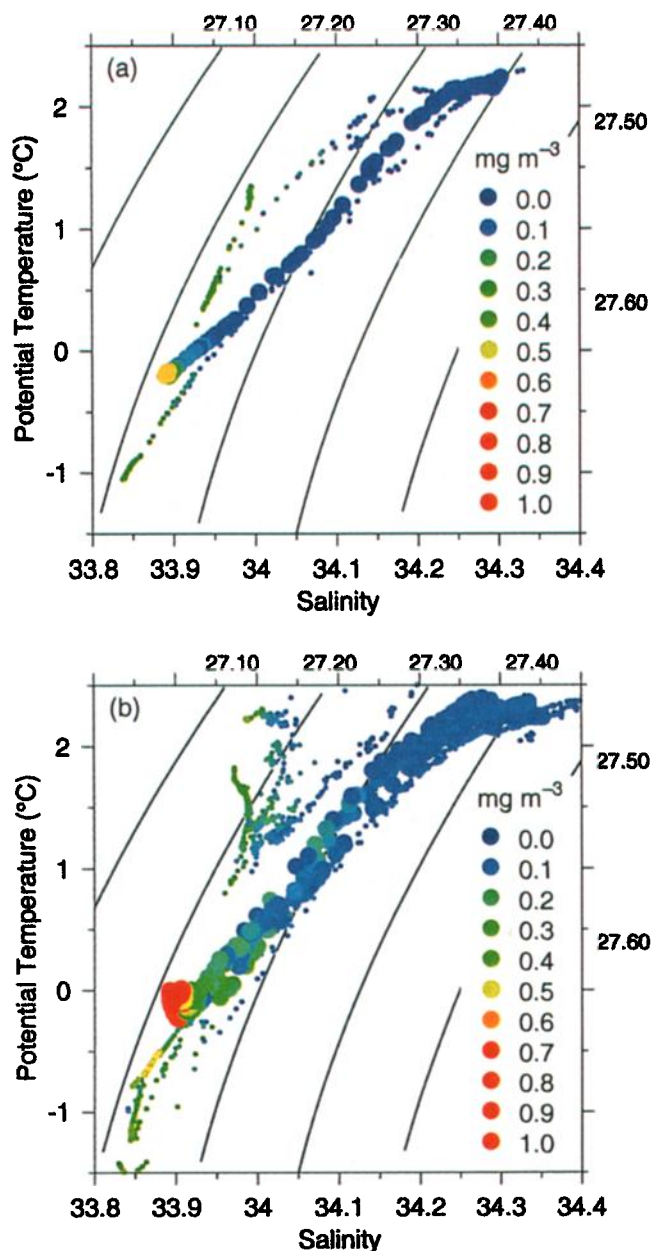 27.10 27.20 27.30 27.40
(a)
2
27.50
mg m⁻³
0.0
0.1
1
0.2
0.3
27.60
0.4
0
0.5
0.6
0.7
-1
0.8
0.9
1.0
Potential Temperature (°C)
33.8 33.9 34 34.1 34.2 34.3 34.4
Salinity
27.10 27.20 27.30 27.40
(b)
2
27.50
mg m⁻³
0.0
0.1
1
0.2
0.3
27.60
0.4
0
0.5
0.6
0.7
-1
0.8
0.9
1.0
Potential Temperature (°C)
33.8 33.9 34 34.1 34.2 34.3 34.4
Salinity